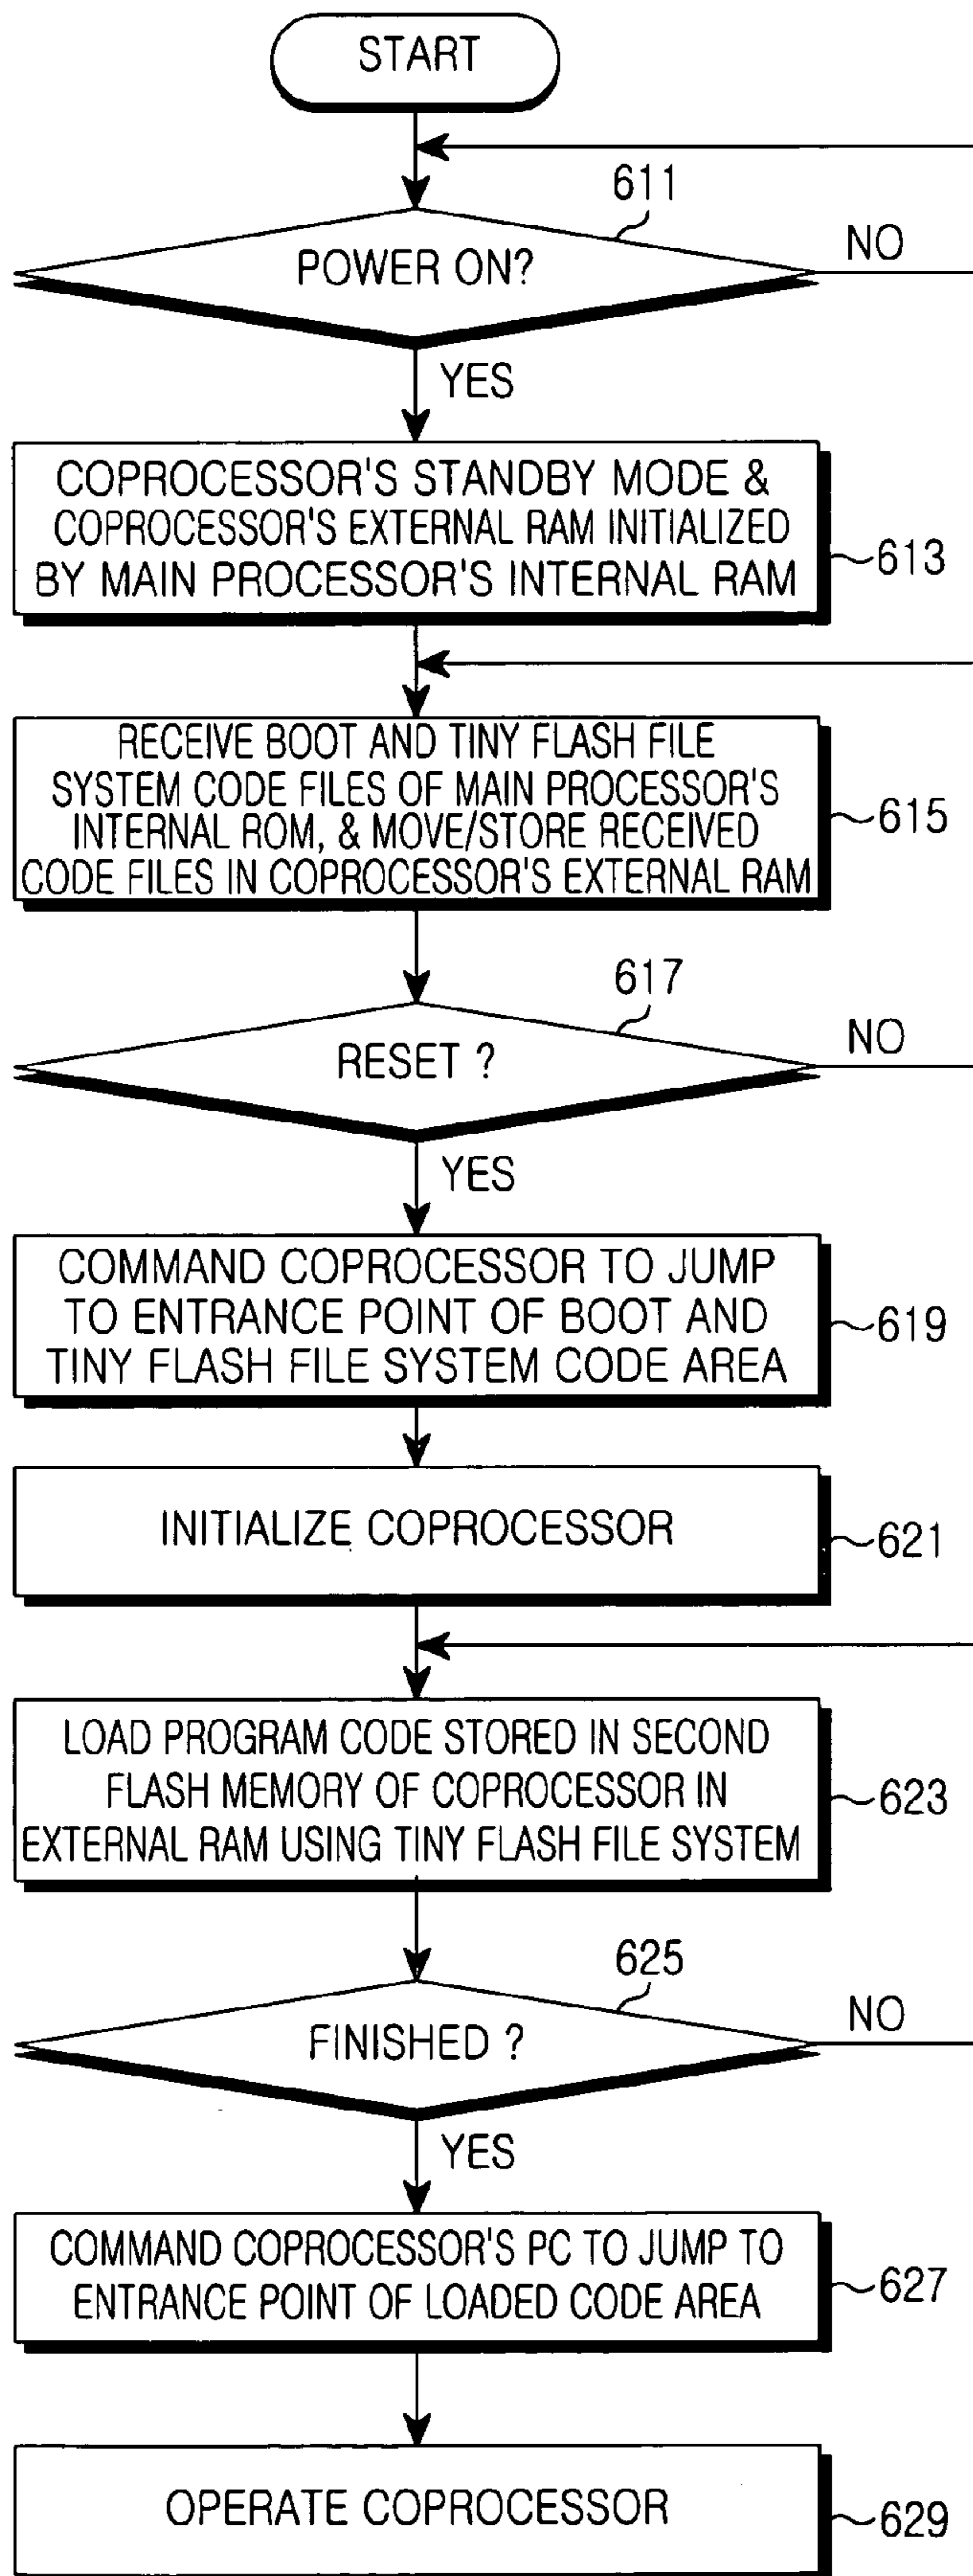 START
611
POWER ON?
NO
YES
COPROCESSOR'S STANDBY MODE &
COPROCESSOR'S EXTERNAL RAM INITIALIZED
BY MAIN PROCESSOR'S INTERNAL RAM
613
RECEIVE BOOT AND TINY FLASH FILE
SYSTEM CODE FILES OF MAIN PROCESSOR'S
INTERNAL ROM, & MOVE/STORE RECEIVED
CODE FILES IN COPROCESSOR'S EXTERNAL RAM
615
617
RESET ?
NO
YES
COMMAND COPROCESSOR TO JUMP
TO ENTRANCE POINT OF BOOT AND
TINY FLASH FILE SYSTEM CODE AREA
619
INITIALIZE COPROCESSOR
621
LOAD PROGRAM CODE STORED IN SECOND
FLASH MEMORY OF COPROCESSOR IN
EXTERNAL RAM USING TINY FLASH FILE SYSTEM
623
625
FINISHED ?
NO
YES
COMMAND COPROCESSOR'S PC TO JUMP TO
ENTRANCE POINT OF LOADED CODE AREA
627
OPERATE COPROCESSOR
629